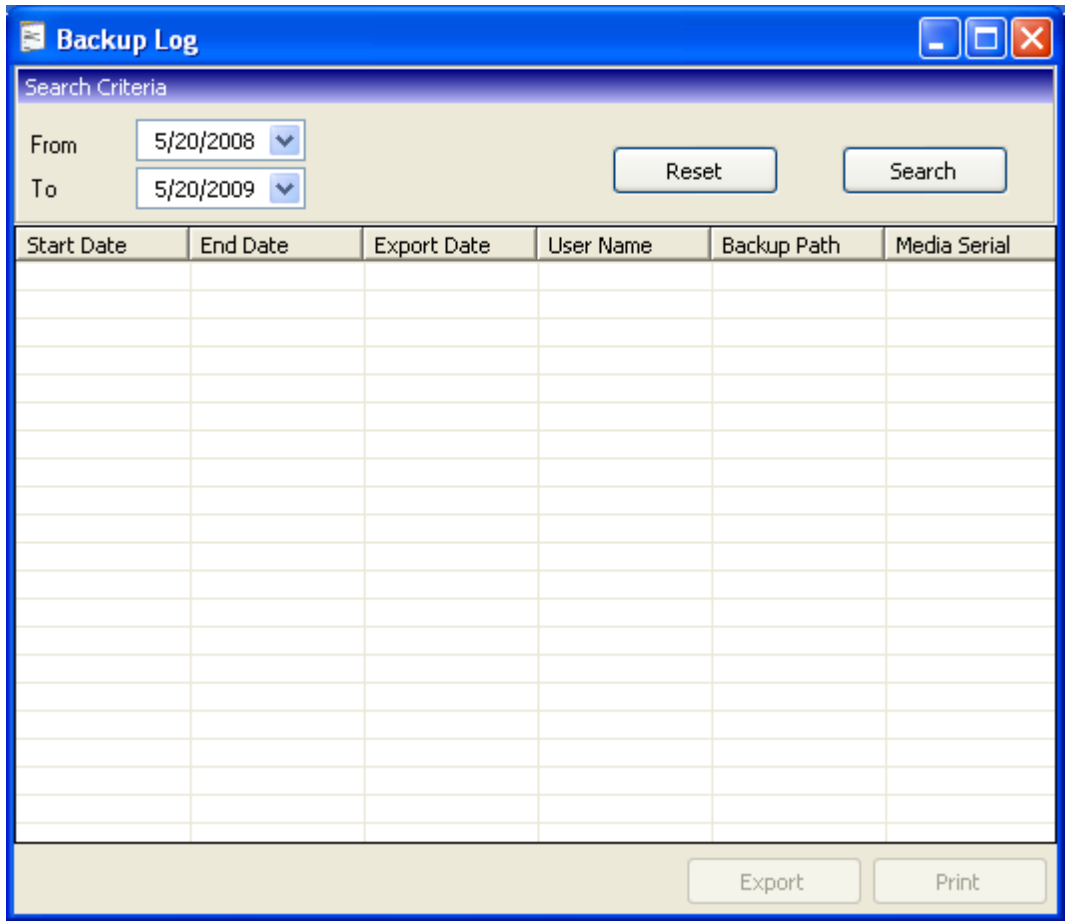 Backup Log
Search Criteria
From 5/20/2008
To 5/20/2009
Reset Search
Start Date End Date Export Date User Name Backup Path Media Serial
Export Print